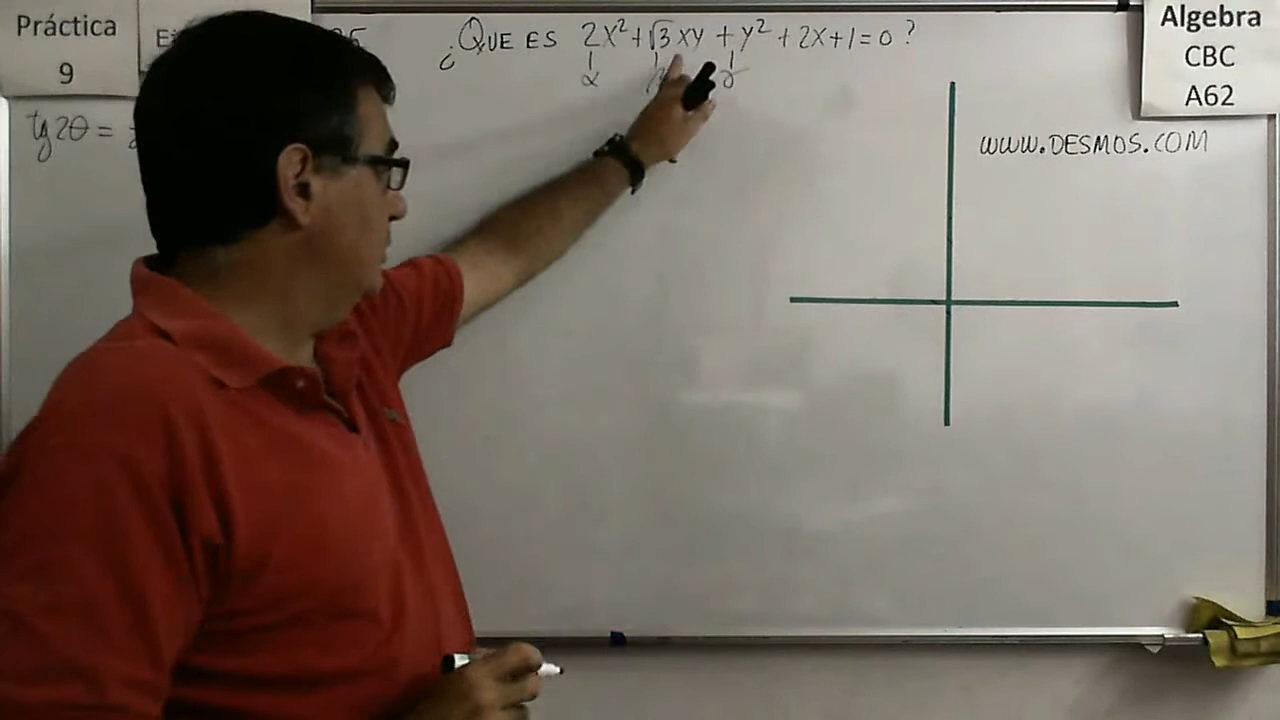 Práctica
9
¿QUE ES 2X²+√3XY+Y²+2X+1=0?
α γ
tg2θ=
WWW.DESMOS.COM
Algebra
CBC
A62